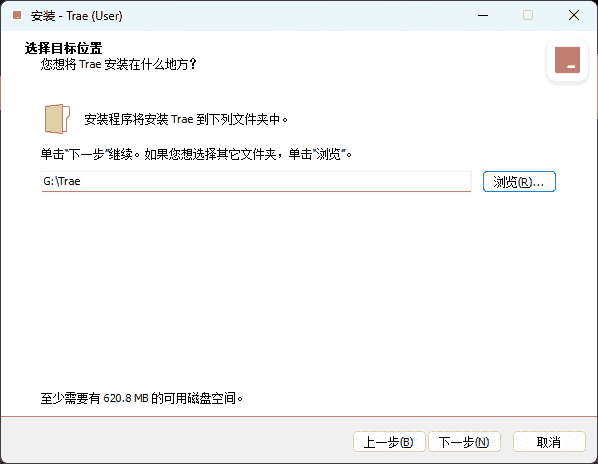 安装 - Trae (User)
选择目标位置
您想将 Trae 安装在什么地方？
安装程序将安装 Trae 到下列文件夹中。
单击“下一步”继续。如果您想选择其它文件夹，单击“浏览”。
G:\Trae
浏览(R)...
至少需要有 620.8 MB 的可用磁盘空间。
上一步(B)
下一步(N)
取消